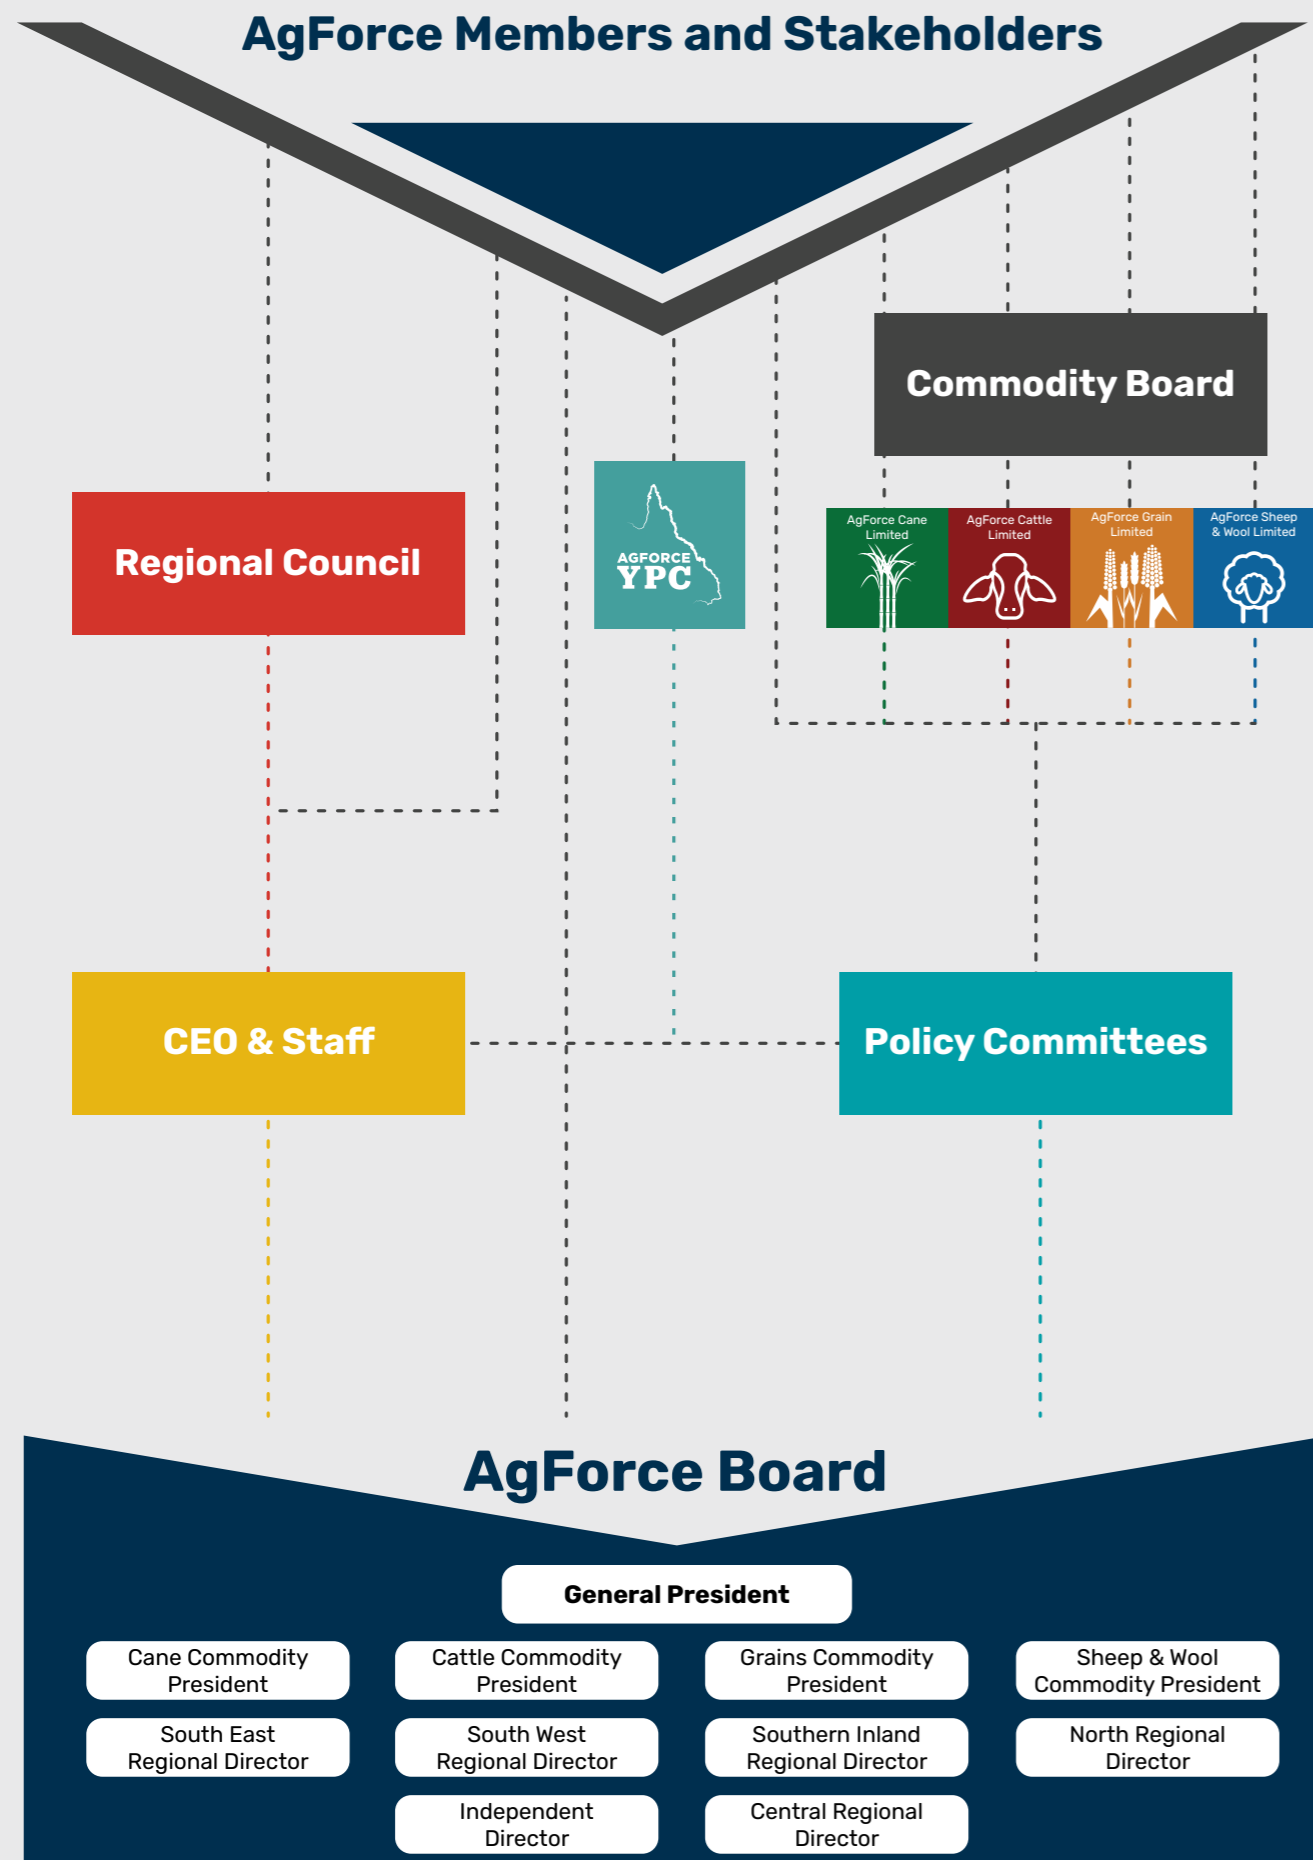 AgForce Members and Stakeholders
Commodity Board
Regional Council
AGFORCE
YPC
AgForce Cane
Limited
AgForce Cattle
Limited
AgForce Grain
Limited
AgForce Sheep
& Wool Limited
CEO & Staff
Policy Committees
AgForce Board
General President
Cane Commodity
President
Cattle Commodity
President
Grains Commodity
President
Sheep & Wool
Commodity President
South East
Regional Director
South West
Regional Director
Southern Inland
Regional Director
North Regional
Director
Independent
Director
Central Regional
Director